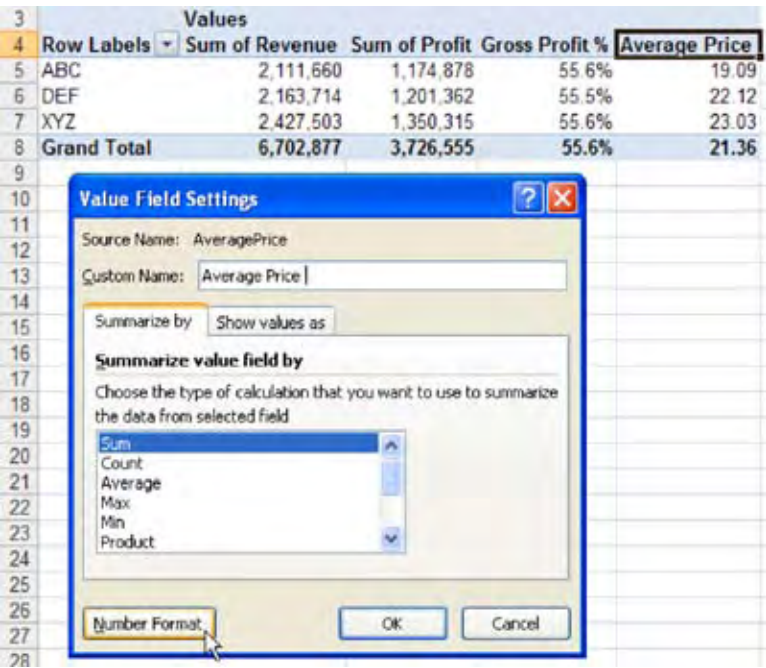 3 Values
4 Row Labels Sum of Revenue Sum of Profit Gross Profit % Average Price
5 ABC 2,111,660 1,174,878 55.6% 19.09
6 DEF 2,163,714 1,201,362 55.5% 22.12
7 XYZ 2,427,503 1,350,315 55.6% 23.03
8 Grand Total 6,702,877 3,726,555 55.6% 21.36
9
10
11
12
13
14
15
16
17
18
19
20
21
22
23
24
25
26
27
28
Value Field Settings ?
Source Name: AveragePrice
Custom Name: Average Price
Summarize by Show values as
Summarize value field by
Choose the type of calculation that you want to use to summarize
the data from selected field
Sum
Count
Average
Max
Min
Product
Number Format OK Cancel